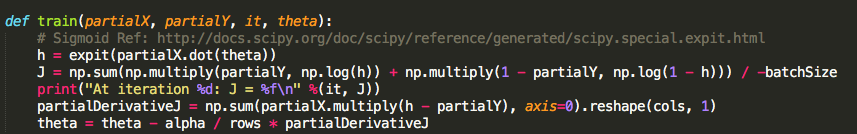 def train(partialX, partialY, it, theta):
# Sigmoid Ref: http://docs.scipy.org/doc/scipy/reference/generated/scipy.special.expit.html
h = expit(partialX.dot(theta))
J = np.sum(np.multiply(partialY, np.log(h)) + np.multiply(1 - partialY, np.log(1 - h))) / -batchSize
print("At iteration %d: J = %f\n" %(it, J))
partialDerivativeJ = np.sum(partialX.multiply(h - partialY), axis=0).reshape(cols, 1)
theta = theta - alpha / rows * partialDerivativeJ